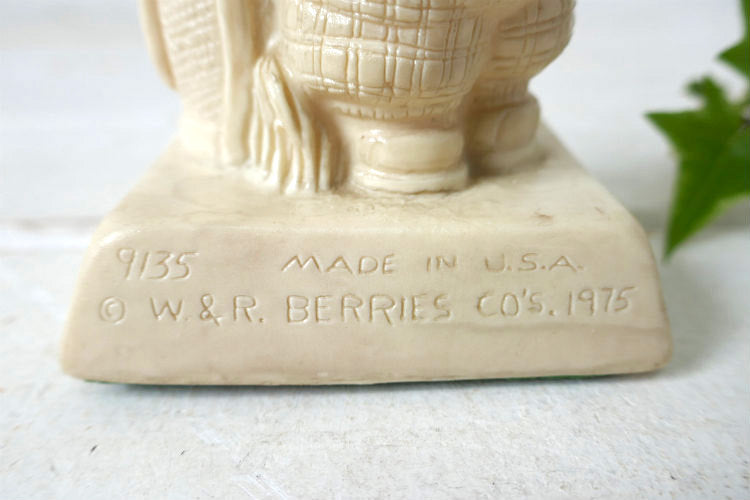 9135 MADE IN U.S.A.
© W. & R. BERRIES CO'S. 1975